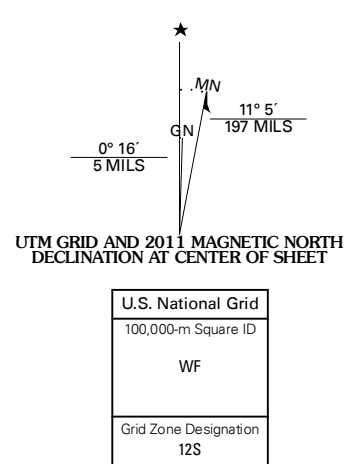 ★
MN
11° 5´
197 MILS
GN
0° 16´
5 MILS
UTM GRID AND 2011 MAGNETIC NORTH
DECLINATION AT CENTER OF SHEET
U.S. National Grid
100,000-m Square ID
WF
Grid Zone Designation
12S